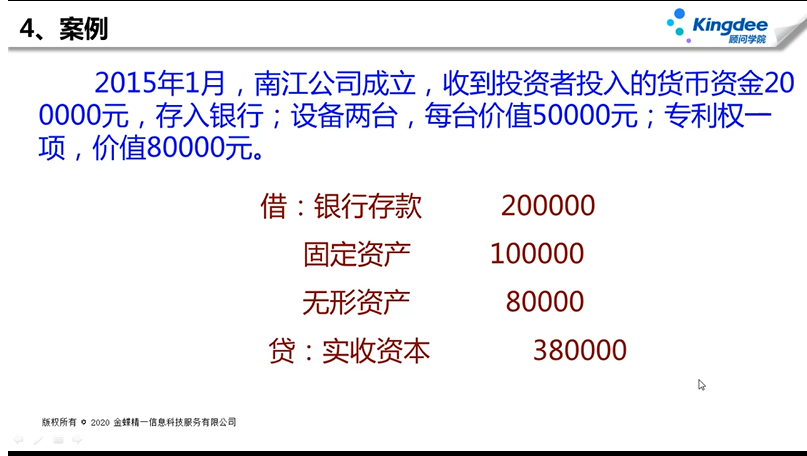 4、案例
Kingdee
顾问学院
2015年1月，南江公司成立，收到投资者投入的货币资金20
0000元，存入银行；设备两台，每台价值50000元；专利权一
项，价值80000元。
借：银行存款 200000
固定资产 100000
无形资产 80000
贷：实收资本 380000
版权所有 © 2020 金蝶精一信息科技服务有限公司